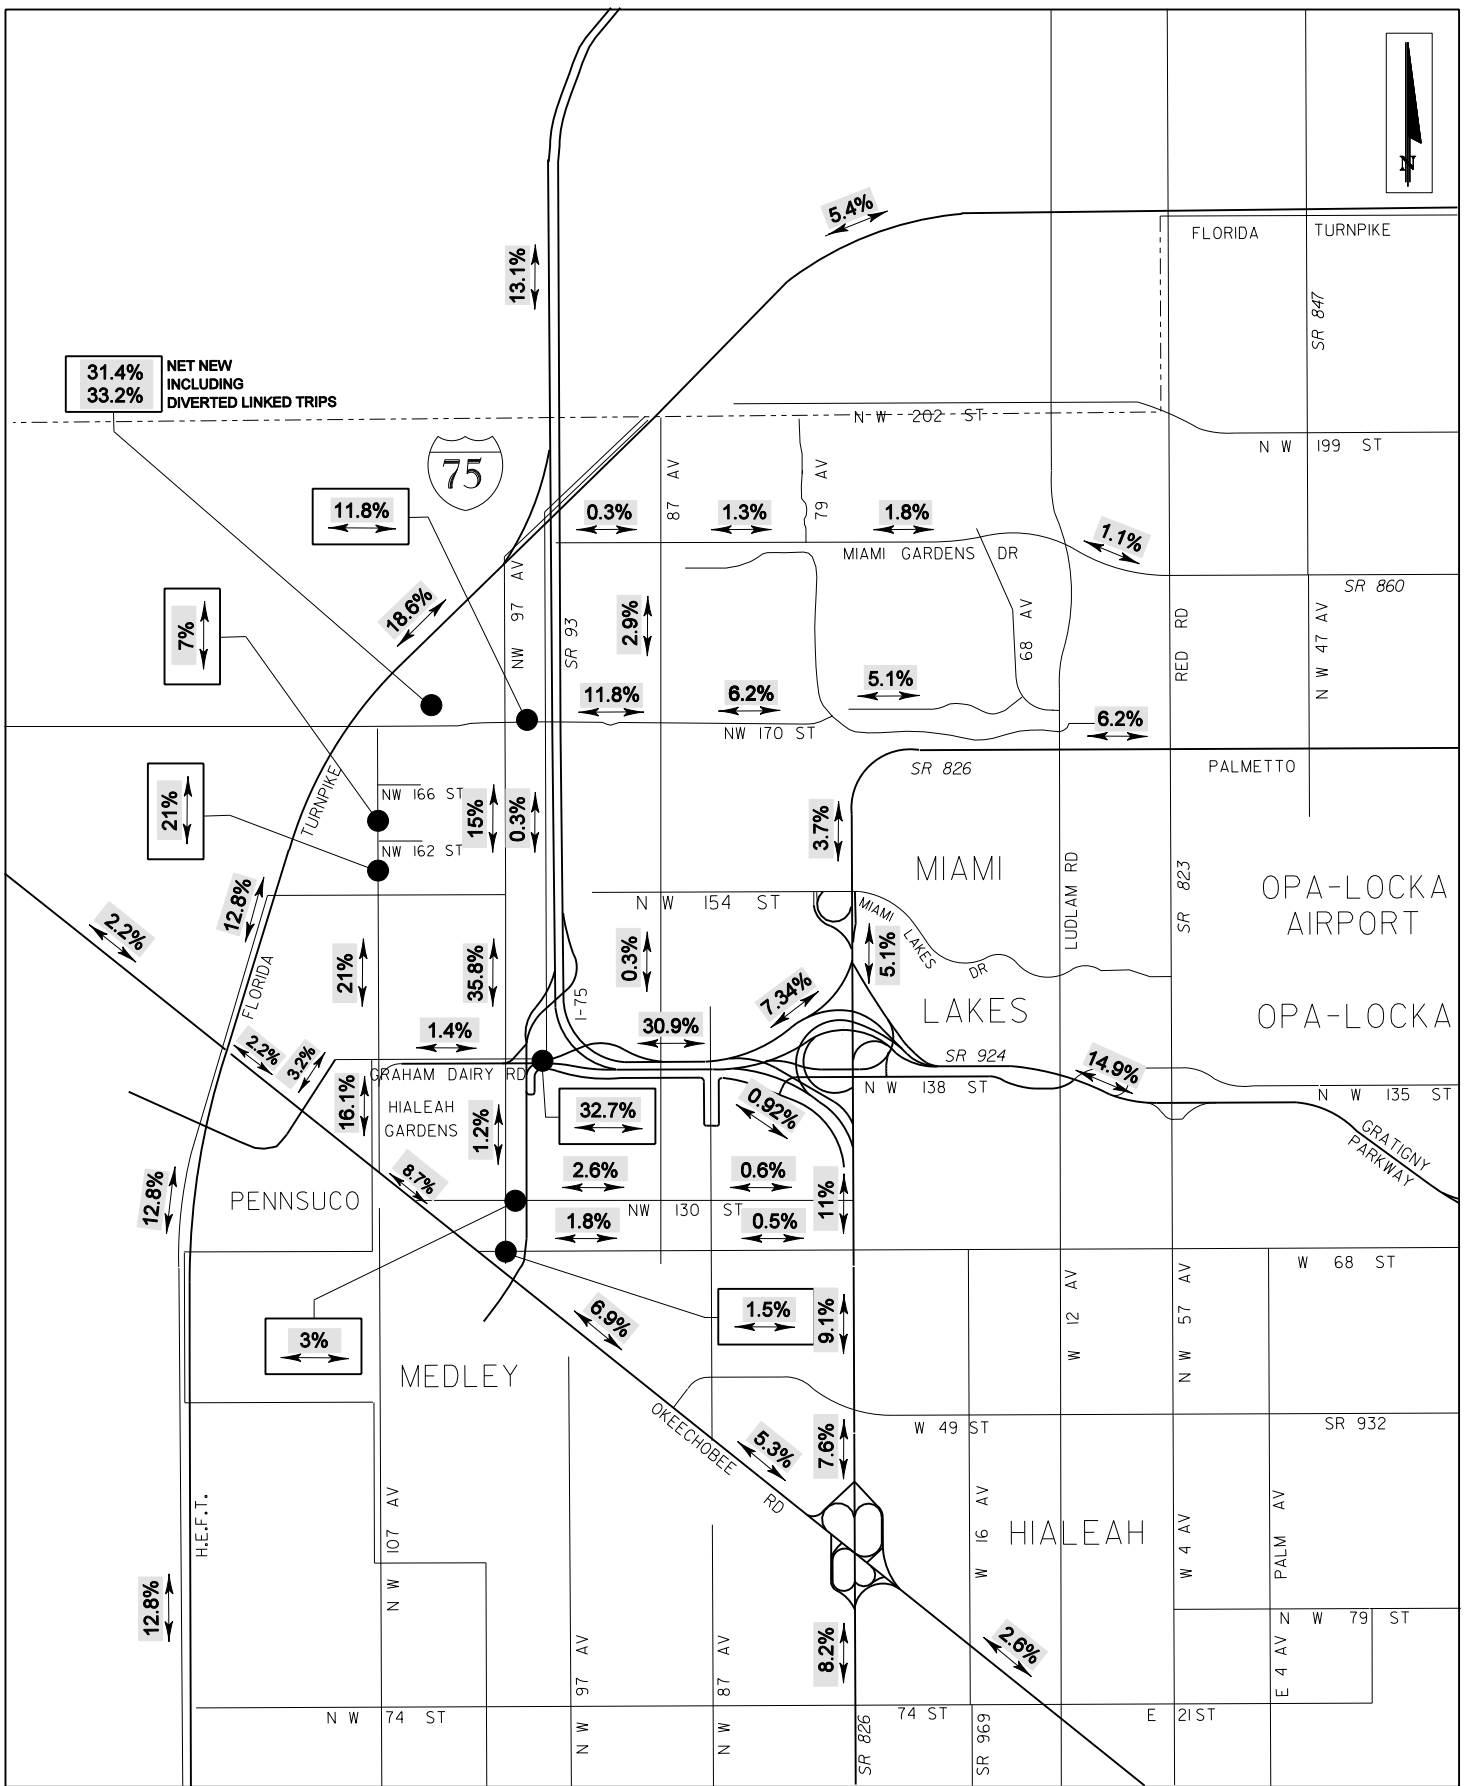 N
5.4%
FLORIDA TURNPIKE
13.1%
SR 847
31.4%
33.2%
NET NEW
INCLUDING
DIVERTED LINKED TRIPS
N W 202 ST
N W 199 ST
75
87 AV
79 AV
11.8%
0.3%
1.3%
1.8%
1.1%
MIAMI GARDENS DR
SR 860
NW 97 AV
SR 93
18.6%
7%
2.9%
68 AV
RED RD
N W 47 AV
11.8%
6.2%
5.1%
6.2%
NW 170 ST
SR 826
PALMETTO
21%
TURNPIKE
NW 166 ST
NW 162 ST
15%
0.3%
3.7%
MIAMI
LUDLAM RD
SR 823
OPA-LOCKA
AIRPORT
12.8%
N W 154 ST
MIAMI
LAKES
DR
2.2%
FLORIDA
21%
35.8%
0.3%
5.1%
I-75
7.34%
LAKES
OPA-LOCKA
1.4%
30.9%
2.2%
3.2%
SR 924
GRAHAM DAIRY RD
14.9%
N W 138 ST
N W 135 ST
16.1%
HIALEAH
GARDENS
1.2%
32.7%
0.92%
GRATIGNY
PARKWAY
12.8%
8.7%
2.6%
0.6%
11%
PENNSUCO
NW 130 ST
1.8%
0.5%
W 68 ST
W 12 AV
N W 57 AV
3%
6.9%
1.5%
9.1%
MEDLEY
OKEECHOBEE
RD
5.3%
7.6%
W 49 ST
SR 932
H.E.F.T.
N W 107 AV
W 16 AV
HIALEAH
W 4 AV
PALM AV
12.8%
N W 79 ST
N W 97 AV
N W 87 AV
8.2%
2.6%
E 4 AV
N W 74 ST
74 ST
E 21 ST
SR 826
SR 969